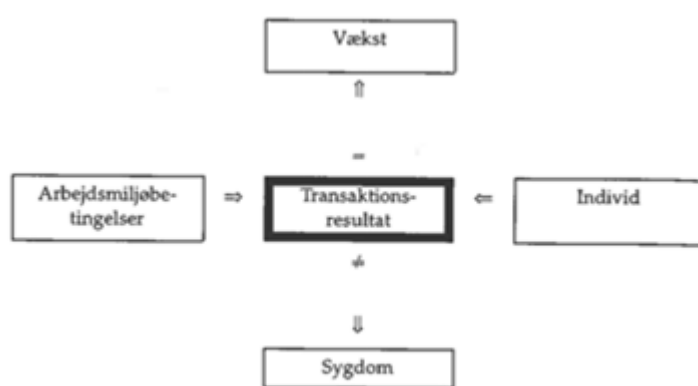 Vækst
⇑
=
Arbejdsmiljøbe-
tingelser
⇒
Transaktions-
resultat
⇐
Individ
≠
⇓
Sygdom